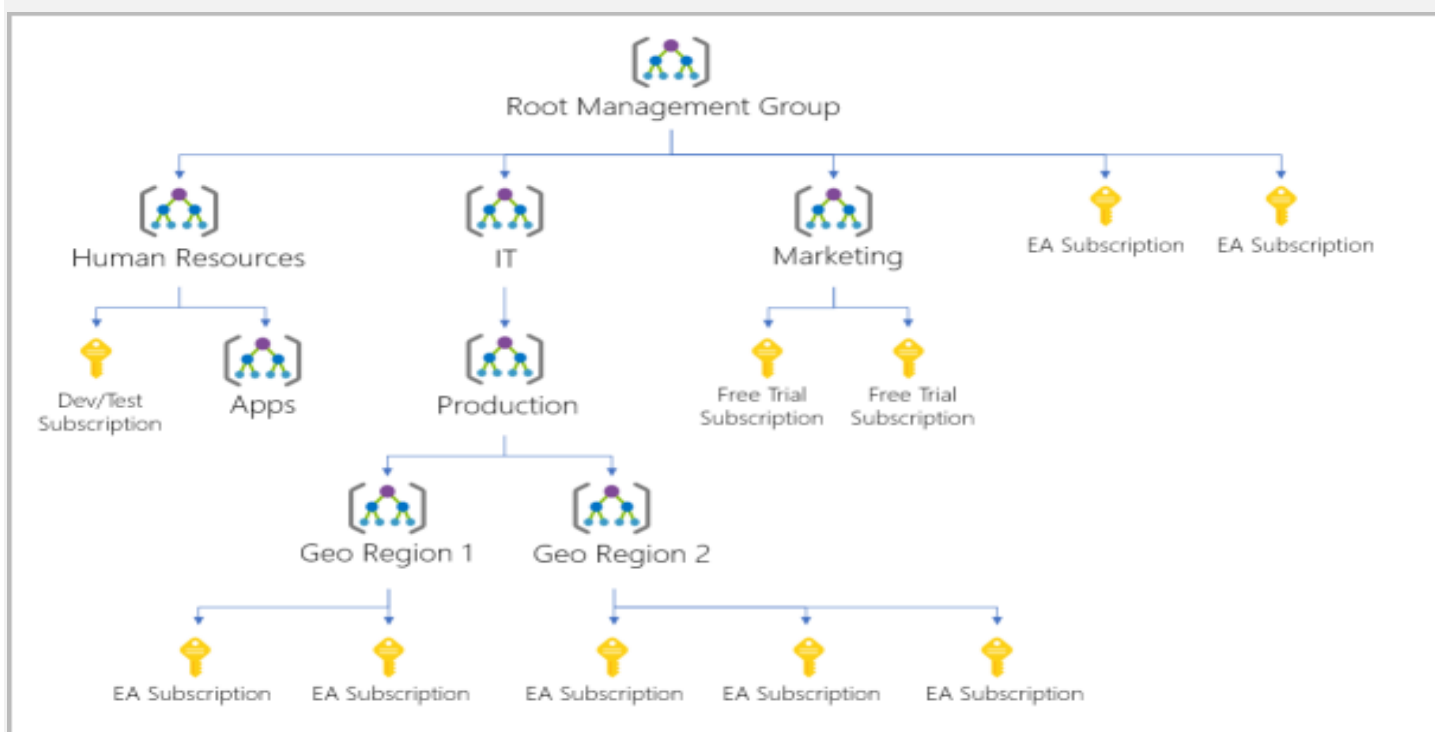 Root Management Group
Human Resources
IT
Marketing
EA Subscription
EA Subscription
Dev/Test
Subscription
Apps
Production
Free Trial
Subscription
Free Trial
Subscription
Geo Region 1
Geo Region 2
EA Subscription
EA Subscription
EA Subscription
EA Subscription
EA Subscription